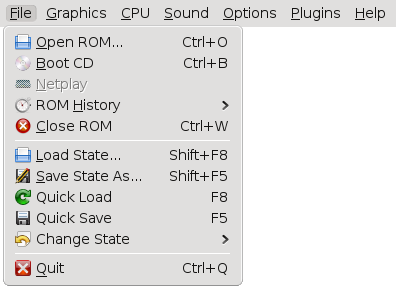 File Graphics CPU Sound Options Plugins Help
Open ROM... Ctrl+O
Boot CD Ctrl+B
Netplay
ROM History
Close ROM Ctrl+W
Load State... Shift+F8
Save State As... Shift+F5
Quick Load F8
Quick Save F5
Change State
Quit Ctrl+Q